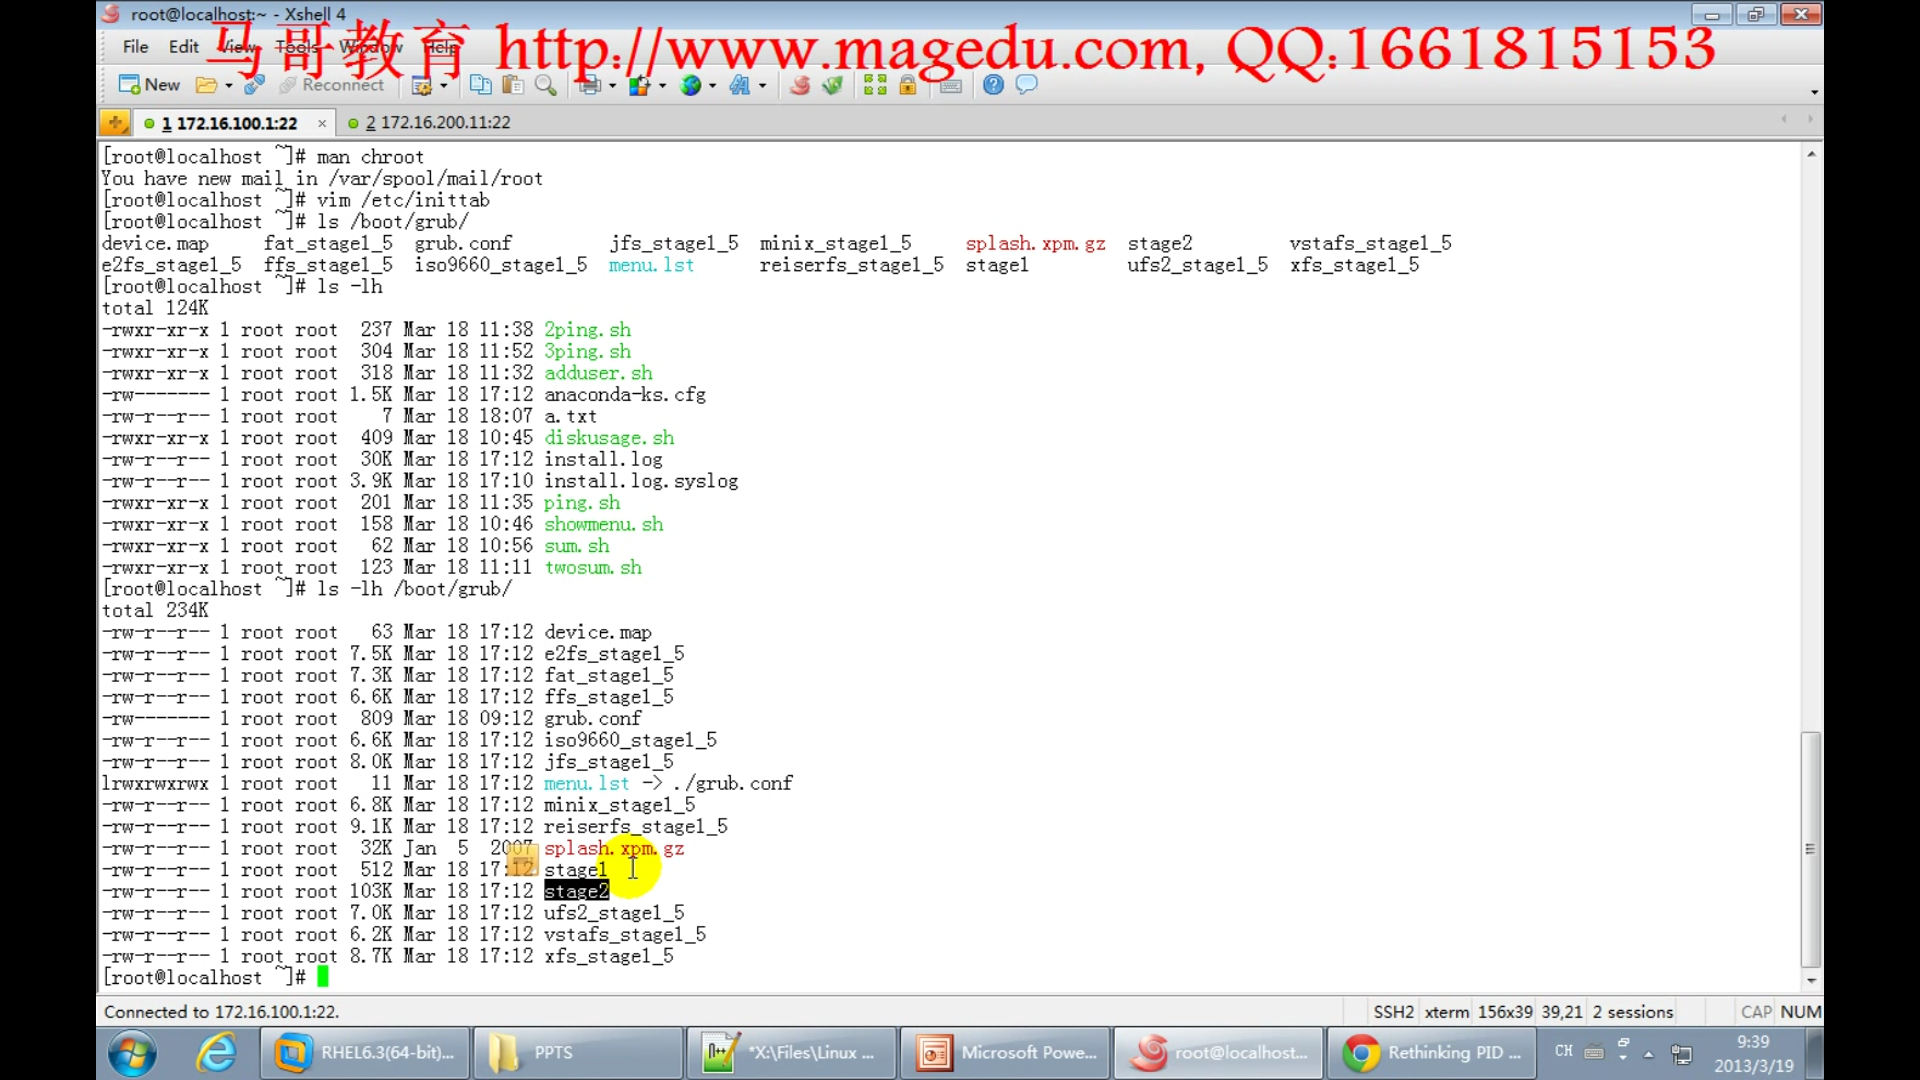 root@localhost:~ - Xshell 4
马哥教育 http://www.magedu.com, QQ:1661815153
File Edit View Tools Window Help
New Reconnect
1 172.16.100.1:22 × 2 172.16.200.11:22
[root@localhost ~]# man chroot
You have new mail in /var/spool/mail/root
[root@localhost ~]# vim /etc/inittab
[root@localhost ~]# ls /boot/grub/
device.map fat_stage1_5 grub.conf jfs_stage1_5 minix_stage1_5 splash.xpm.gz stage2 vstafs_stage1_5
e2fs_stage1_5 ffs_stage1_5 iso9660_stage1_5 menu.lst reiserfs_stage1_5 stage1 ufs2_stage1_5 xfs_stage1_5
[root@localhost ~]# ls -lh
total 124K
-rwxr-xr-x 1 root root 237 Mar 18 11:38 2ping.sh
-rwxr-xr-x 1 root root 304 Mar 18 11:52 3ping.sh
-rwxr-xr-x 1 root root 318 Mar 18 11:32 adduser.sh
-rw------- 1 root root 1.5K Mar 18 17:12 anaconda-ks.cfg
-rw-r--r-- 1 root root 7 Mar 18 18:07 a.txt
-rwxr-xr-x 1 root root 409 Mar 18 10:45 diskusage.sh
-rw-r--r-- 1 root root 30K Mar 18 17:12 install.log
-rw-r--r-- 1 root root 3.9K Mar 18 17:10 install.log.syslog
-rwxr-xr-x 1 root root 201 Mar 18 11:35 ping.sh
-rwxr-xr-x 1 root root 158 Mar 18 10:46 showmenu.sh
-rwxr-xr-x 1 root root 62 Mar 18 10:56 sum.sh
-rwxr-xr-x 1 root root 123 Mar 18 11:11 twosum.sh
[root@localhost ~]# ls -lh /boot/grub/
total 234K
-rw-r--r-- 1 root root 63 Mar 18 17:12 device.map
-rw-r--r-- 1 root root 7.5K Mar 18 17:12 e2fs_stage1_5
-rw-r--r-- 1 root root 7.3K Mar 18 17:12 fat_stage1_5
-rw-r--r-- 1 root root 6.6K Mar 18 17:12 ffs_stage1_5
-rw------- 1 root root 809 Mar 18 09:12 grub.conf
-rw-r--r-- 1 root root 6.6K Mar 18 17:12 iso9660_stage1_5
-rw-r--r-- 1 root root 8.0K Mar 18 17:12 jfs_stage1_5
lrwxrwxrwx 1 root root 11 Mar 18 17:12 menu.lst -> ./grub.conf
-rw-r--r-- 1 root root 6.8K Mar 18 17:12 minix_stage1_5
-rw-r--r-- 1 root root 9.1K Mar 18 17:12 reiserfs_stage1_5
-rw-r--r-- 1 root root 32K Jan 5 2007 splash.xpm.gz
-rw-r--r-- 1 root root 512 Mar 18 17:12 stage1
-rw-r--r-- 1 root root 103K Mar 18 17:12 stage2
-rw-r--r-- 1 root root 7.0K Mar 18 17:12 ufs2_stage1_5
-rw-r--r-- 1 root root 6.2K Mar 18 17:12 vstafs_stage1_5
-rw-r--r-- 1 root root 8.7K Mar 18 17:12 xfs_stage1_5
[root@localhost ~]#
Connected to 172.16.100.1:22. SSH2 xterm 156x39 39,21 2 sessions CAP NUM
RHEL6.3(64-bit)... PPTS *X:\Files\Linux ... Microsoft Powe... root@localhost... Rethinking PID ... CH 9:39
2013/3/19